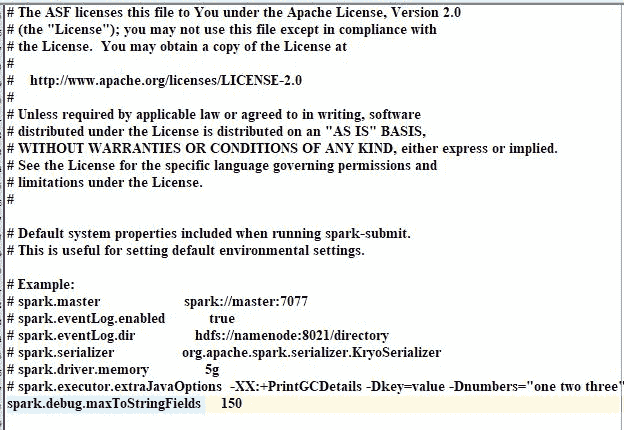 # The ASF licenses this file to You under the Apache License, Version 2.0
# (the "License"); you may not use this file except in compliance with
# the License.  You may obtain a copy of the License at
#
#    http://www.apache.org/licenses/LICENSE-2.0
#
# Unless required by applicable law or agreed to in writing, software
# distributed under the License is distributed on an "AS IS" BASIS,
# WITHOUT WARRANTIES OR CONDITIONS OF ANY KIND, either express or implied.
# See the License for the specific language governing permissions and
# limitations under the License.
#
# Default system properties included when running spark-submit.
# This is useful for setting default environmental settings.
# Example:
# spark.master                     spark://master:7077
# spark.eventLog.enabled           true
# spark.eventLog.dir               hdfs://namenode:8021/directory
# spark.serializer                 org.apache.spark.serializer.KryoSerializer
# spark.driver.memory              5g
# spark.executor.extraJavaOptions  -XX:+PrintGCDetails -Dkey=value -Dnumbers="one two three"
spark.debug.maxToStringFields     150